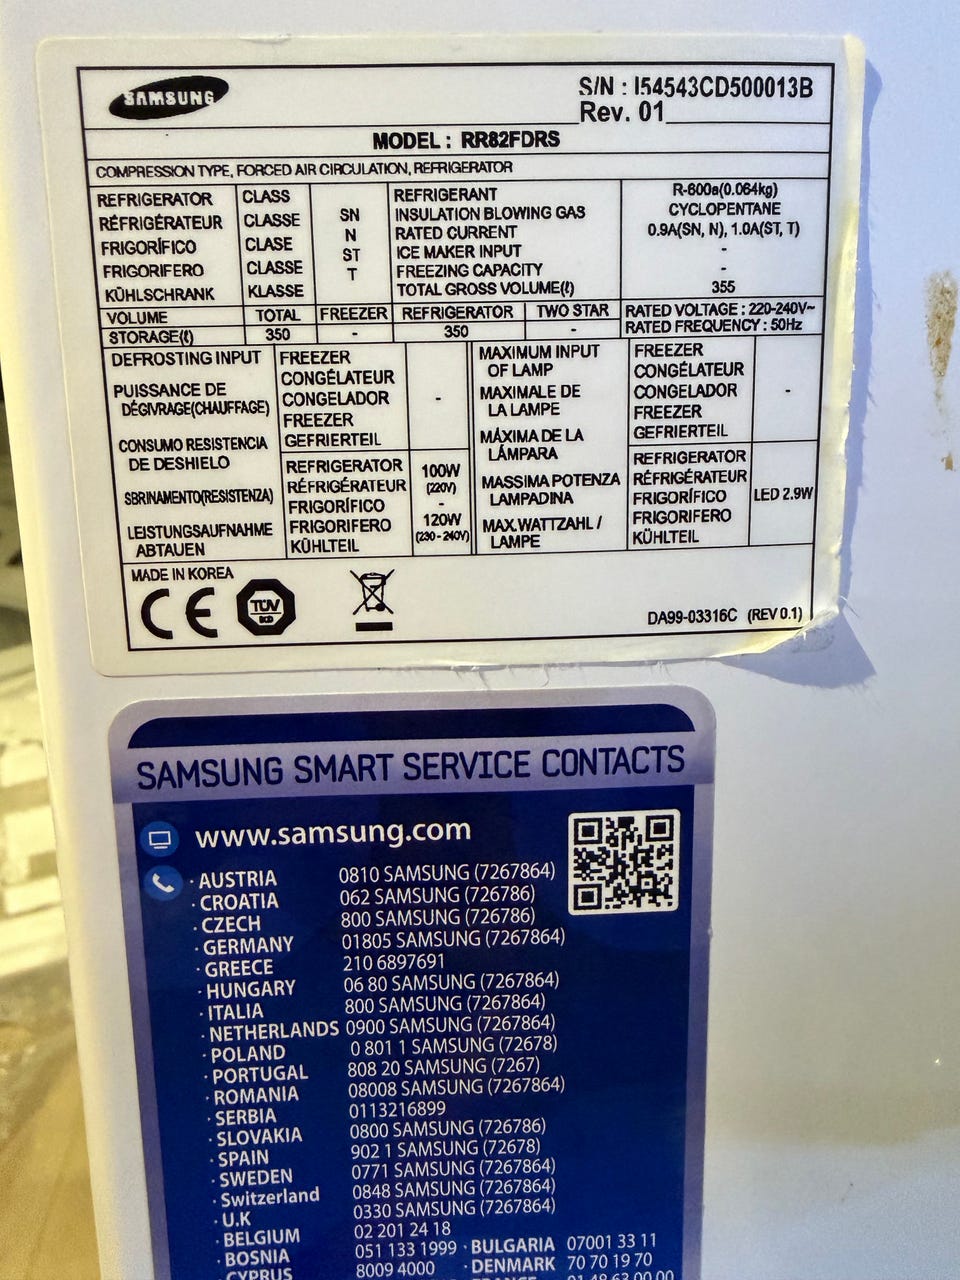 SAMSUNG
S/N : I54543CD500013B
Rev. 01
MODEL : RR82FDRS
COMPRESSION TYPE, FORCED AIR CIRCULATION, REFRIGERATOR
REFRIGERATOR CLASS
RÉFRIGÉRATEUR CLASSE
FRIGORÍFICO CLASE
FRIGORIFERO CLASSE
KÜHLSCHRANK KLASSE
SN
N
ST
T
REFRIGERANT R-600a(0.064kg)
INSULATION BLOWING GAS CYCLOPENTANE
RATED CURRENT 0.9A(SN, N), 1.0A(ST, T)
ICE MAKER INPUT -
FREEZING CAPACITY -
TOTAL GROSS VOLUME(ℓ) 355
VOLUME TOTAL FREEZER REFRIGERATOR TWO STAR RATED VOLTAGE : 220-240V~
STORAGE(ℓ) 350 - 350 - RATED FREQUENCY : 50Hz
DEFROSTING INPUT
PUISSANCE DE
DÉGIVRAGE(CHAUFFAGE)
CONSUMO RESISTENCIA
DE DESHIELO
SBRINAMENTO(RESISTENZA)
LEISTUNGSAUFNAHME
ABTAUEN
FREEZER
CONGÉLATEUR
CONGELADOR
FREEZER
GEFRIERTEIL
-
REFRIGERATOR
RÉFRIGÉRATEUR
FRIGORÍFICO
FRIGORIFERO
KÜHLTEIL
100W
(220V)
-
120W
(230 - 240V)
MAXIMUM INPUT
OF LAMP
MAXIMALE DE
LA LAMPE
MÁXIMA DE LA
LÁMPARA
MASSIMA POTENZA
LAMPADINA
MAX.WATTZAHL /
LAMPE
FREEZER
CONGÉLATEUR
CONGELADOR
FREEZER
GEFRIERTEIL
-
REFRIGERATOR
RÉFRIGÉRATEUR
FRIGORÍFICO
FRIGORIFERO
KÜHLTEIL
LED 2.9W
MADE IN KOREA
CE
TÜV
DA99-03316C (REV 0.1)
SAMSUNG SMART SERVICE CONTACTS
www.samsung.com
· AUSTRIA 0810 SAMSUNG (7267864)
· CROATIA 062 SAMSUNG (726786)
· CZECH 800 SAMSUNG (726786)
· GERMANY 01805 SAMSUNG (7267864)
· GREECE 210 6897691
· HUNGARY 06 80 SAMSUNG (7267864)
· ITALIA 800 SAMSUNG (7267864)
· NETHERLANDS 0900 SAMSUNG (7267864)
· POLAND 0 801 1 SAMSUNG (72678)
· PORTUGAL 808 20 SAMSUNG (7267)
· ROMANIA 08008 SAMSUNG (7267864)
· SERBIA 0113216899
· SLOVAKIA 0800 SAMSUNG (726786)
· SPAIN 902 1 SAMSUNG (72678)
· SWEDEN 0771 SAMSUNG (7267864)
· Switzerland 0848 SAMSUNG (7267864)
· U.K 0330 SAMSUNG (7267864)
· BELGIUM 02 201 24 18
· BOSNIA 051 133 1999 · BULGARIA 07001 33 11
· CYPRUS 8009 4000 · DENMARK 70 70 19 70
· FRANCE 01 48 63 00 00